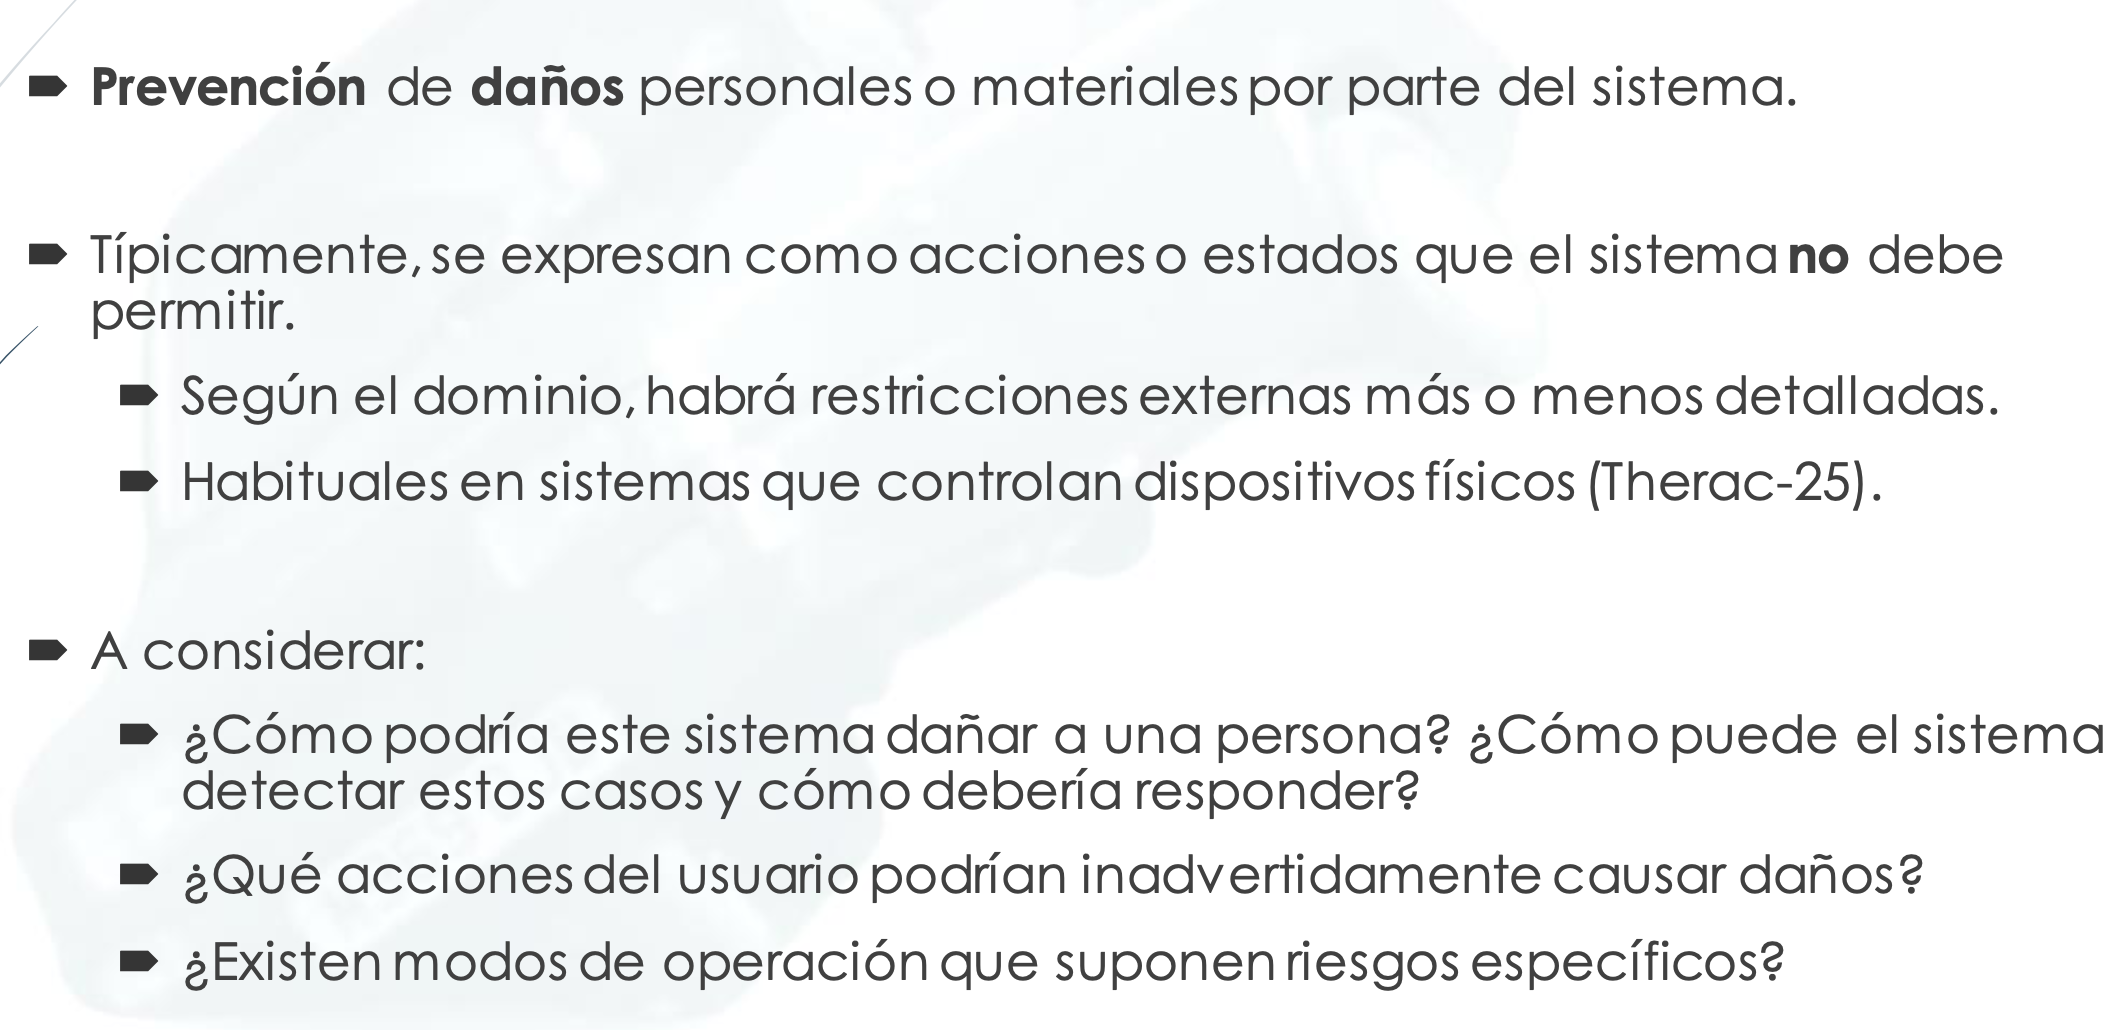 Prevención de daños personales o materiales por parte del sistema.
Típicamente, se expresan como acciones o estados que el sistema no debe
permitir.
Según el dominio, habrá restricciones externas más o menos detalladas.
Habituales en sistemas que controlan dispositivos físicos (Therac-25).
A considerar:
¿Cómo podría este sistema dañar a una persona? ¿Cómo puede el sistema
detectar estos casos y cómo debería responder?
¿Qué acciones del usuario podrían inadvertidamente causar daños?
¿Existen modos de operación que suponen riesgos específicos?